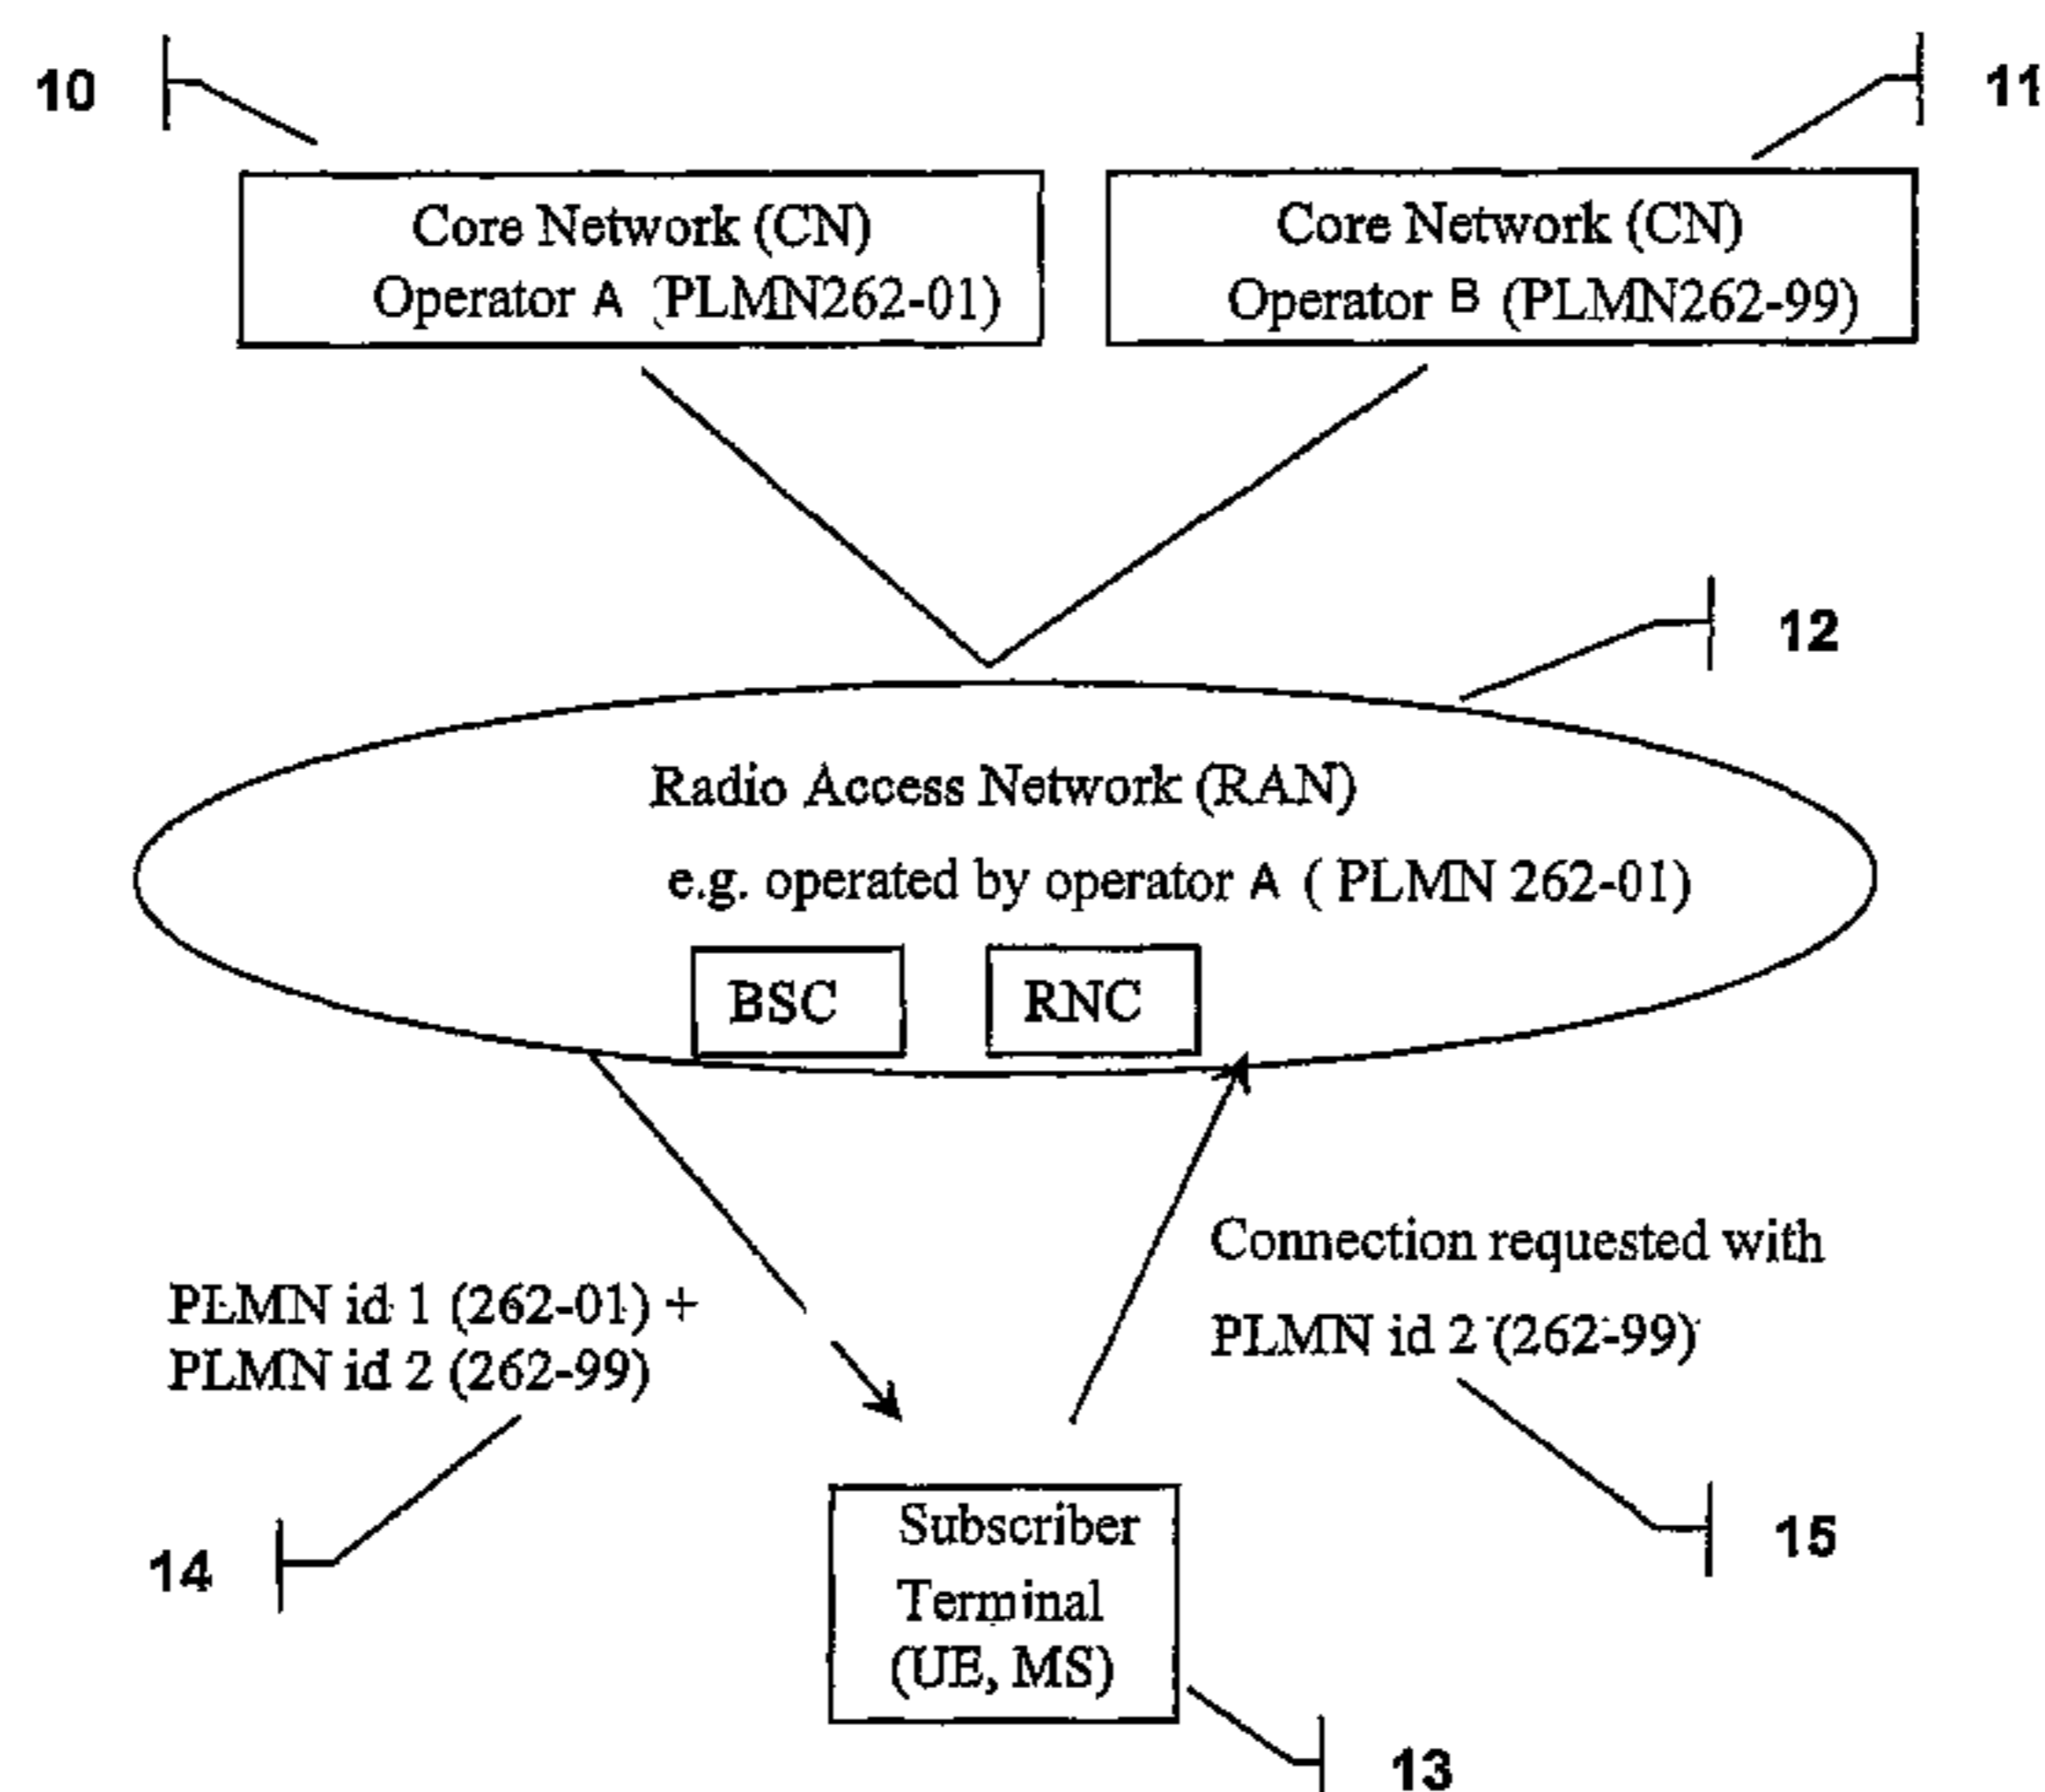 10
11
Core Network (CN)
Operator A (PLMN262-01)
Core Network (CN)
Operator B (PLMN262-99)
12
Radio Access Network (RAN)
e.g. operated by operator A ( PLMN 262-01)
BSC
RNC
PLMN id 1 (262-01) +
PLMN id 2 (262-99)
Connection requested with
PLMN id 2 (262-99)
14
15
Subscriber
Terminal
(UE, MS)
13